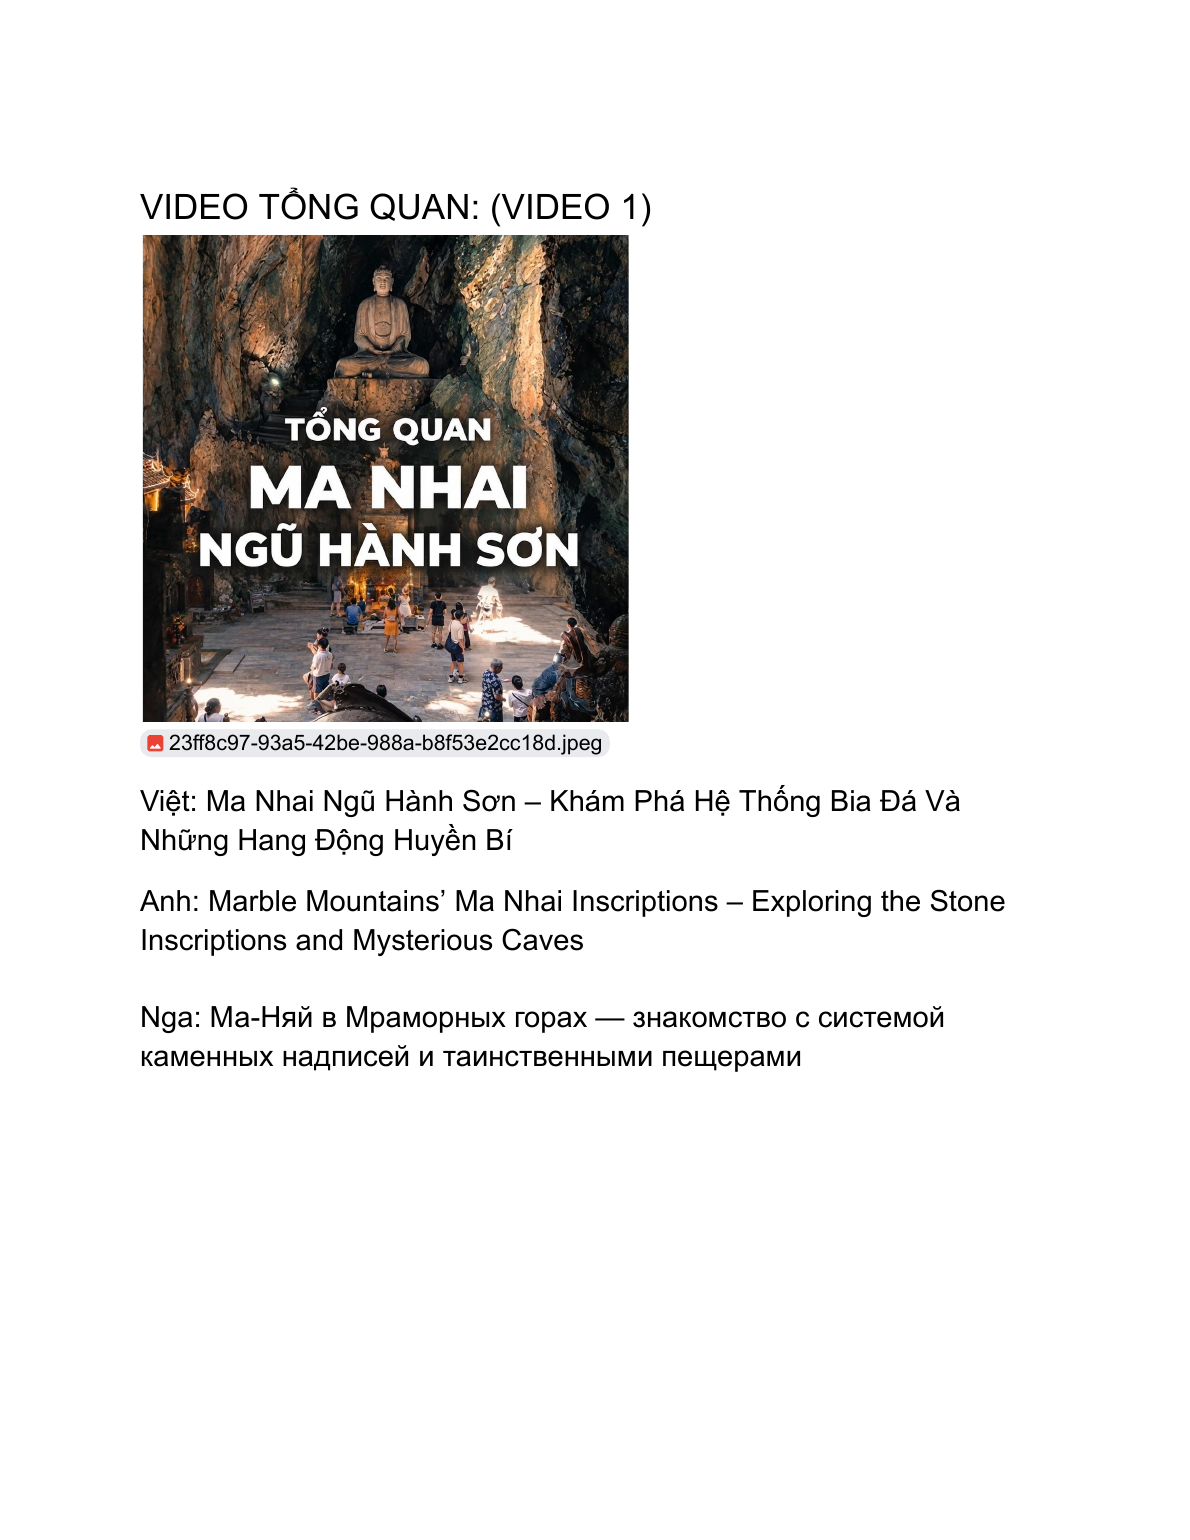 VIDEO TỔNG QUAN: (VIDEO 1)
TỔNG QUAN
MA NHAI
NGŨ HÀNH SƠN
23ff8c97-93a5-42be-988a-b8f53e2cc18d.jpeg
Việt: Ma Nhai Ngũ Hành Sơn – Khám Phá Hệ Thống Bia Đá Và
Những Hang Động Huyền Bí
Anh: Marble Mountains’ Ma Nhai Inscriptions – Exploring the Stone
Inscriptions and Mysterious Caves
Nga: Ма-Няй в Мраморных горах — знакомство с системой
каменных надписей и таинственными пещерами